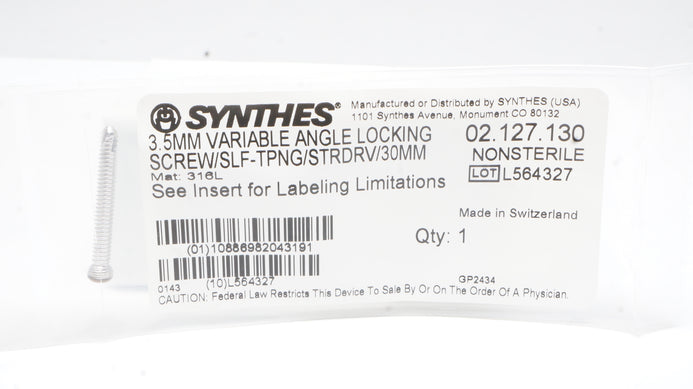 SYNTHES®
Manufactured or Distributed by SYNTHES (USA)
1101 Synthes Avenue, Monument CO 80132
3.5MM VARIABLE ANGLE LOCKING
SCREW/SLF-TPNG/STRDRV/30MM
Mat: 316L
See Insert for Labeling Limitations
02.127.130
NONSTERILE
LOT L564327
Made in Switzerland
Qty: 1
(01)10886982043191
(10)L564327
0143
GP2434
CAUTION: Federal Law Restricts This Device To Sale By Or On The Order Of A Physician.